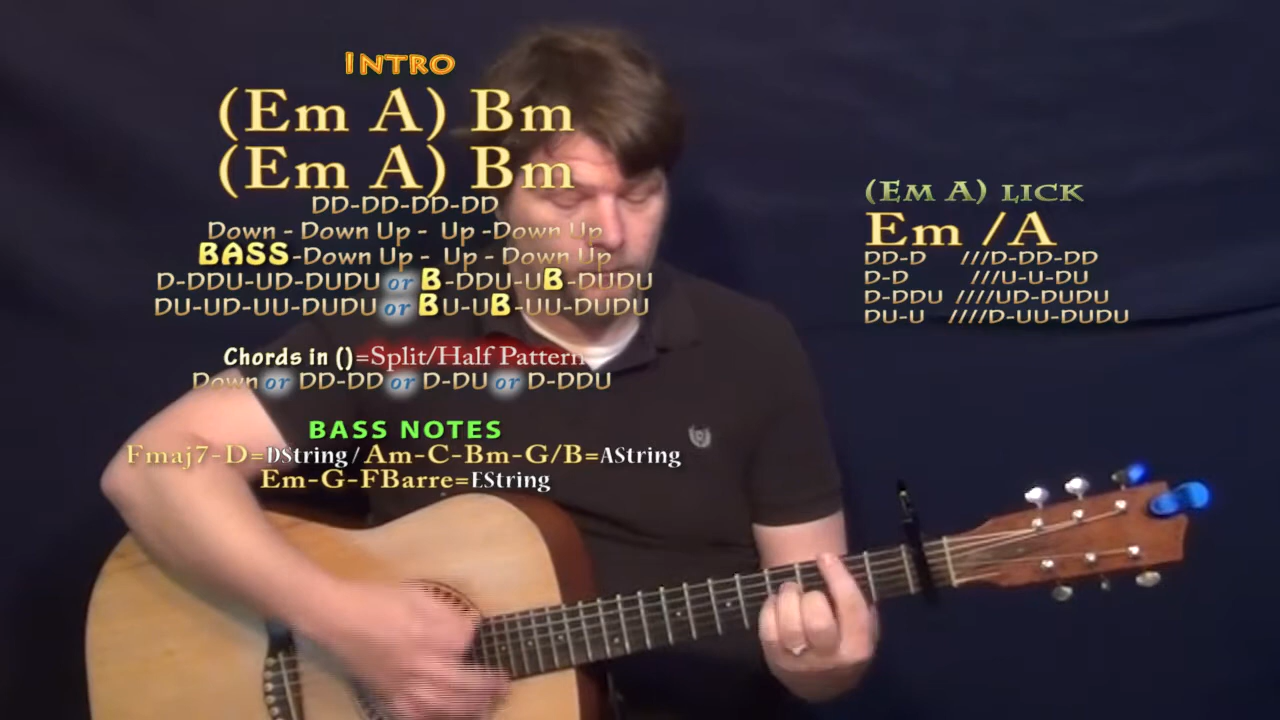 INTRO
(Em A) Bm
(Em A) Bm
DD-DD-DD-DD
Down - Down Up - Up -Down Up
BASS-Down Up - Up - Down Up
D-DDU-UD-DUDU or B-DDU-UB-DUDU
DU-UD-UU-DUDU or BU-UB-UU-DUDU
Chords in ()=Split/Half Pattern
Down or DD-DD or D-DU or D-DDU
BASS NOTES
Fmaj7-D=DString/Am-C-Bm-G/B=AString
Em-G-FBarre=EString
(EM A) LICK
Em /A
DD-D ///D-DD-DD
D-D ///U-U-DU
D-DDU ////UD-DUDU
DU-U ////D-UU-DUDU